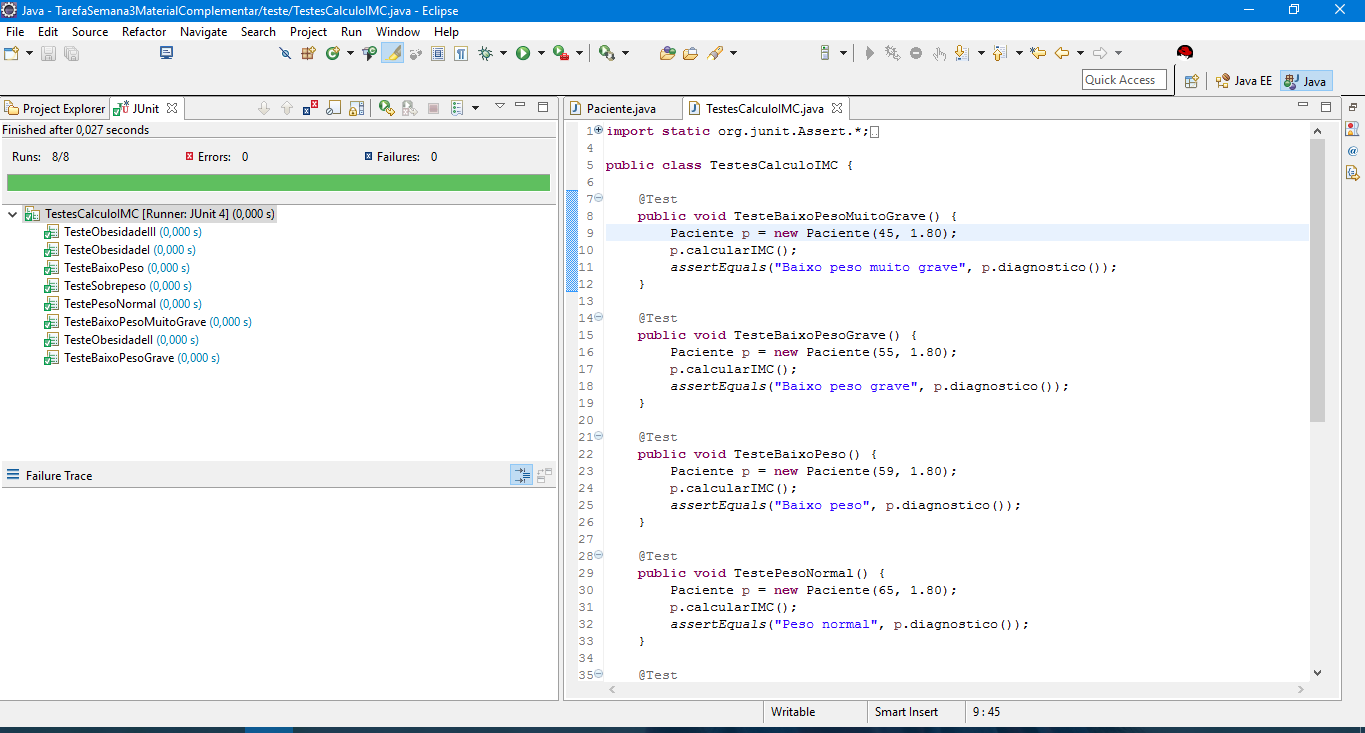 Java - TarefaSemana3MaterialComplementar/teste/TestesCalculoIMC.java - Eclipse
File Edit Source Refactor Navigate Search Project Run Window Help
Quick Access
Java EE
Java
Project Explorer
JUnit
Finished after 0,027 seconds
Runs: 8/8
Errors: 0
Failures: 0
TestesCalculoIMC [Runner: JUnit 4] (0,000 s)
TesteObesidadeIII (0,000 s)
TesteObesidadeI (0,000 s)
TesteBaixoPeso (0,000 s)
TesteSobrepeso (0,000 s)
TestePesoNormal (0,000 s)
TesteBaixoPesoMuitoGrave (0,000 s)
TesteObesidadeII (0,000 s)
TesteBaixoPesoGrave (0,000 s)
Failure Trace
Paciente.java
TestesCalculoIMC.java
1 import static org.junit.Assert.*;
4
5 public class TestesCalculoIMC {
6
7 @Test
8 public void TesteBaixoPesoMuitoGrave() {
9 Paciente p = new Paciente(45, 1.80);
10 p.calcularIMC();
11 assertEquals("Baixo peso muito grave", p.diagnostico());
12 }
13
14 @Test
15 public void TesteBaixoPesoGrave() {
16 Paciente p = new Paciente(55, 1.80);
17 p.calcularIMC();
18 assertEquals("Baixo peso grave", p.diagnostico());
19 }
20
21 @Test
22 public void TesteBaixoPeso() {
23 Paciente p = new Paciente(59, 1.80);
24 p.calcularIMC();
25 assertEquals("Baixo peso", p.diagnostico());
26 }
27
28 @Test
29 public void TestePesoNormal() {
30 Paciente p = new Paciente(65, 1.80);
31 p.calcularIMC();
32 assertEquals("Peso normal", p.diagnostico());
33 }
34
35 @Test
Writable
Smart Insert
9 : 45